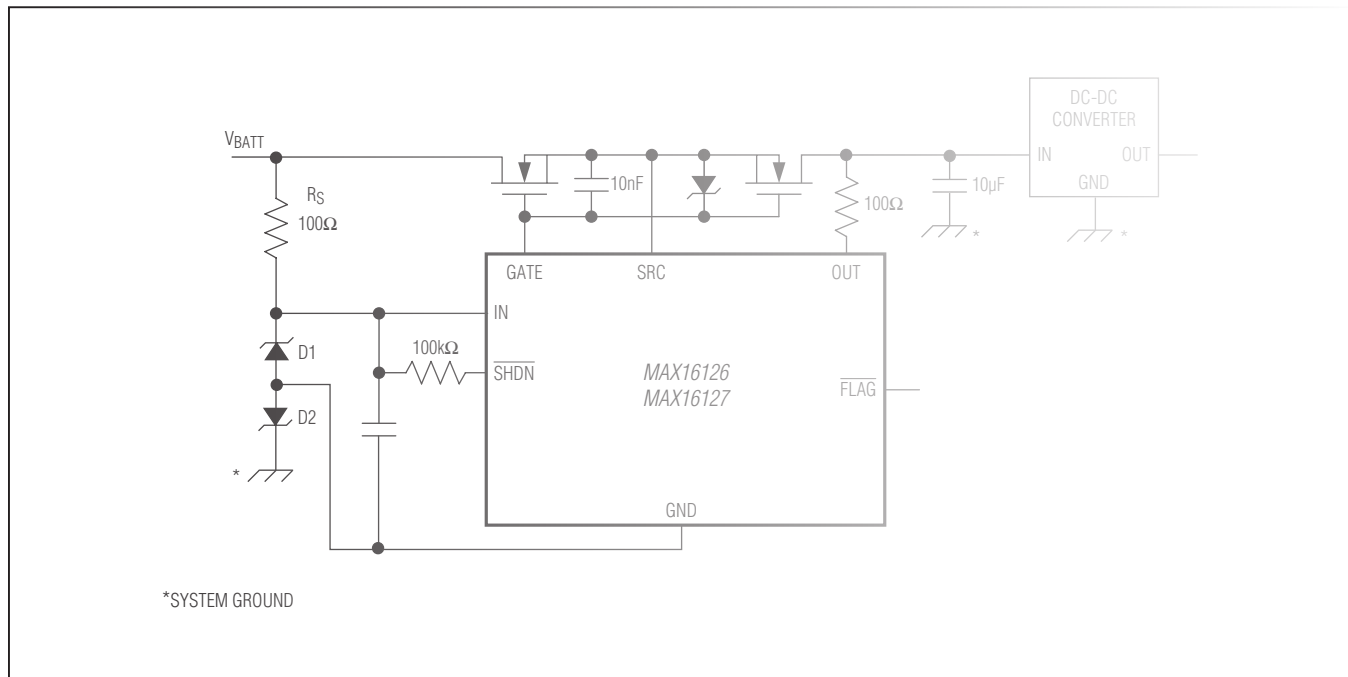 DC-DC
CONVERTER
IN
OUT
GND
*
VBATT
RS
100Ω
10nF
100Ω
10µF
*
GATE
SRC
OUT
IN
D1
100kΩ
SHDN
MAX16126
MAX16127
FLAG
D2
*
GND
*SYSTEM GROUND